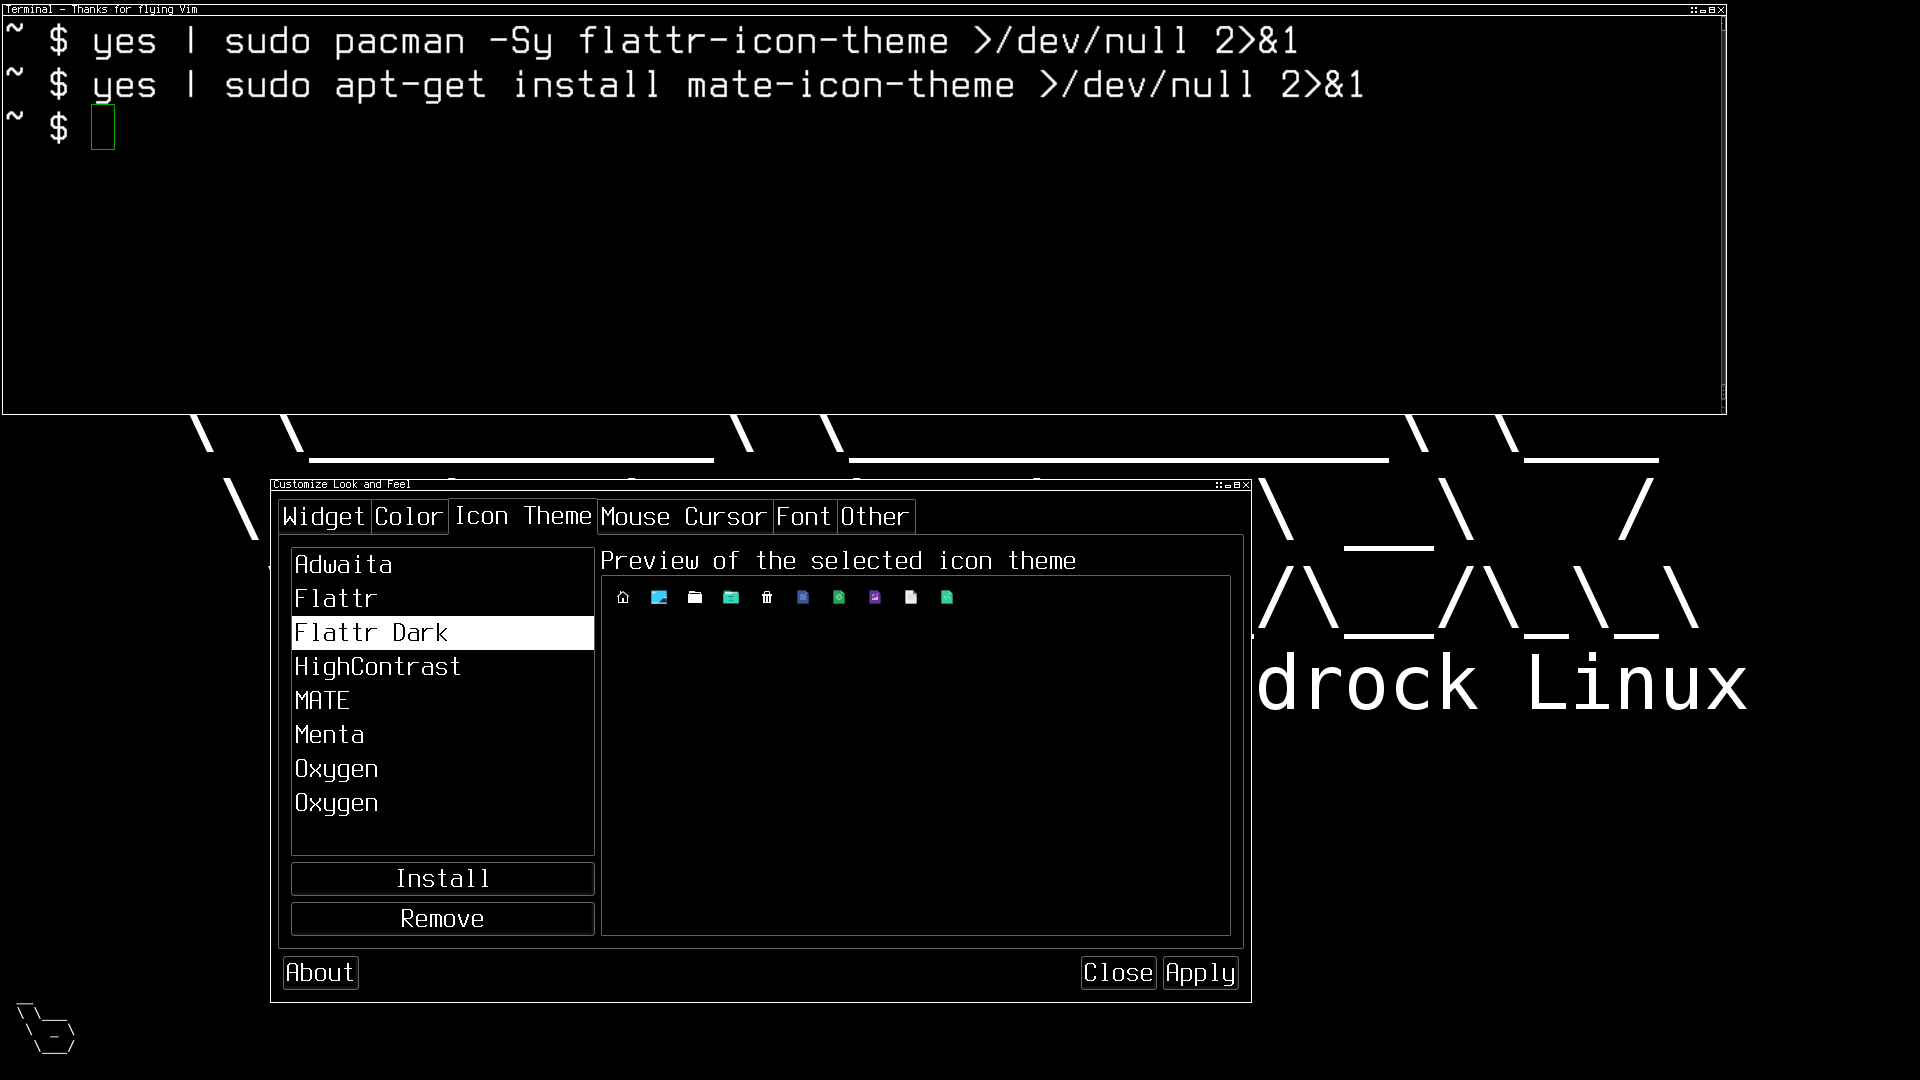 Terminal - Thanks for flying Vim
~ $ yes | sudo pacman -Sy flattr-icon-theme >/dev/null 2>&1
~ $ yes | sudo apt-get install mate-icon-theme >/dev/null 2>&1
~ $
Customize Look and Feel
Widget Color Icon Theme Mouse Cursor Font Other
Adwaita
Flattr
Flattr Dark
HighContrast
MATE
Menta
Oxygen
Oxygen
Install
Remove
Preview of the selected icon theme
About
Close Apply
drock Linux